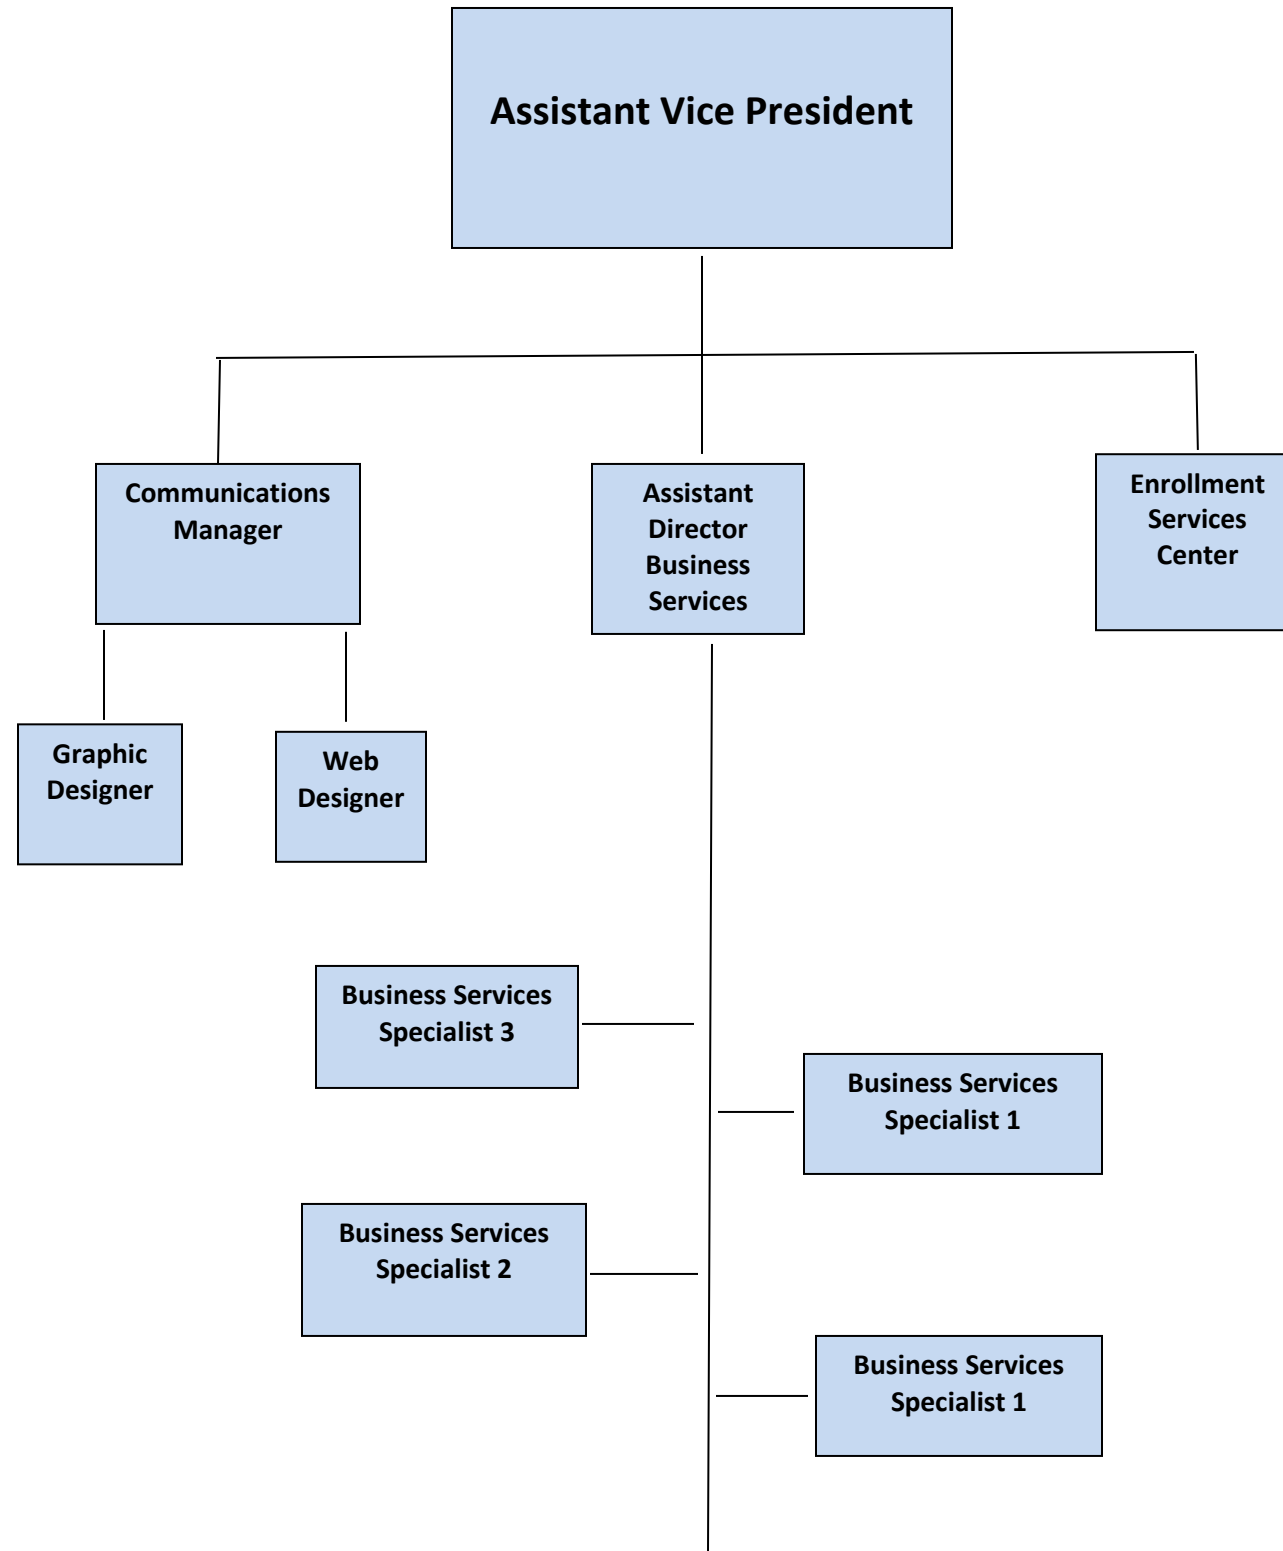 Assistant Vice President
Communications
Manager
Assistant
Director
Business
Services
Enrollment
Services
Center
Graphic
Designer
Web
Designer
Business Services
Specialist 3
Business Services
Specialist 1
Business Services
Specialist 2
Business Services
Specialist 1